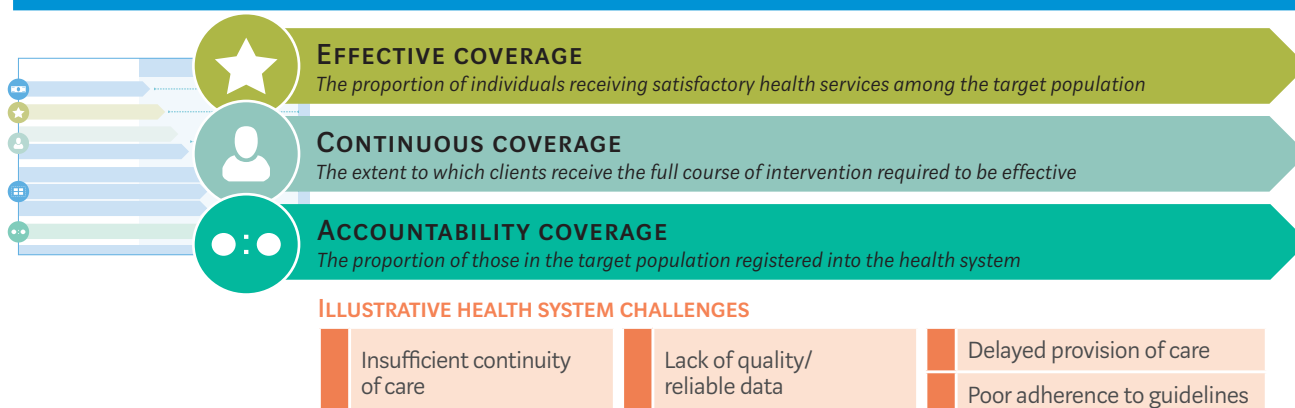 EFFECTIVE COVERAGE
The proportion of individuals receiving satisfactory health services among the target population
CONTINUOUS COVERAGE
The extent to which clients receive the full course of intervention required to be effective
ACCOUNTABILITY COVERAGE
The proportion of those in the target population registered into the health system
ILLUSTRATIVE HEALTH SYSTEM CHALLENGES
Insufficient continuity
of care
Lack of quality/
reliable data
Delayed provision of care
Poor adherence to guidelines